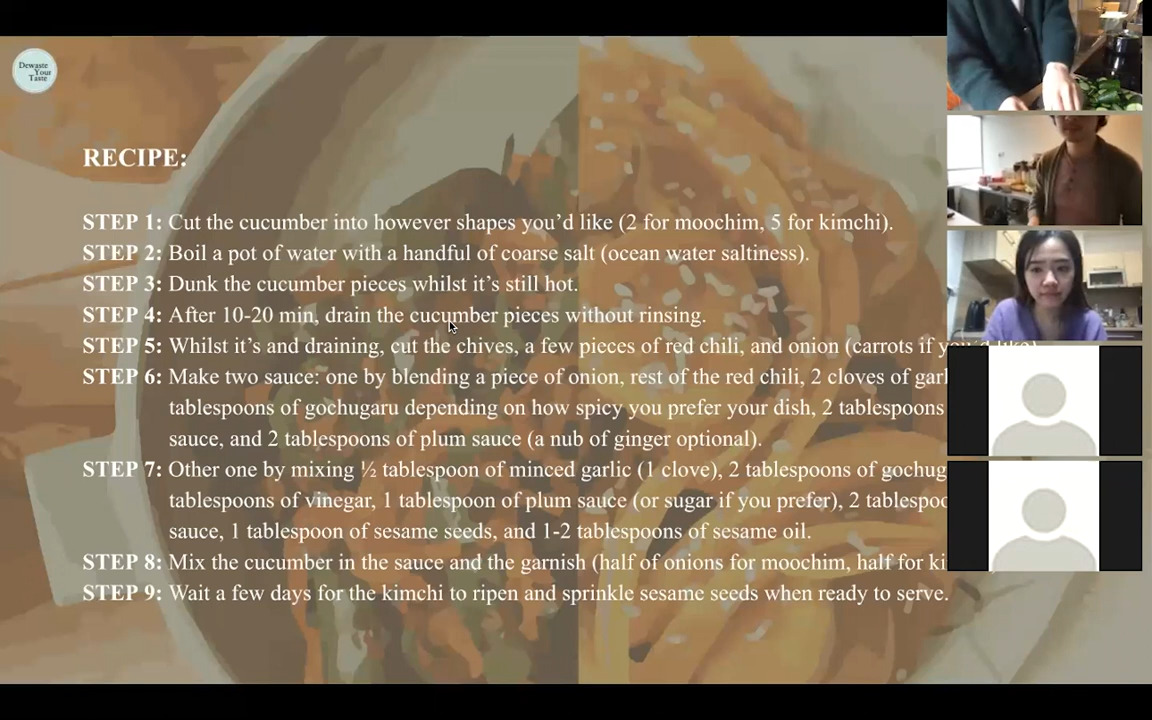 Dewaste
Your
Taste
RECIPE:
STEP 1: Cut the cucumber into however shapes you’d like (2 for moochim, 5 for kimchi).
STEP 2: Boil a pot of water with a handful of coarse salt (ocean water saltiness).
STEP 3: Dunk the cucumber pieces whilst it’s still hot.
STEP 4: After 10-20 min, drain the cucumber pieces without rinsing.
STEP 5: Whilst it’s and draining, cut the chives, a few pieces of red chili, and onion (carrots if you’d like)
STEP 6: Make two sauce: one by blending a piece of onion, rest of the red chili, 2 cloves of
tablespoons of gochugaru depending on how spicy you prefer your dish, 2 tablespoons
sauce, and 2 tablespoons of plum sauce (a nub of ginger optional).
STEP 7: Other one by mixing ½ tablespoon of minced garlic (1 clove), 2 tablespoons of
tablespoons of vinegar, 1 tablespoon of plum sauce (or sugar if you prefer), 2
sauce, 1 tablespoon of sesame seeds, and 1-2 tablespoons of sesame oil.
STEP 8: Mix the cucumber in the sauce and the garnish (half of onions for moochim, half for
STEP 9: Wait a few days for the kimchi to ripen and sprinkle sesame seeds when ready to serve.